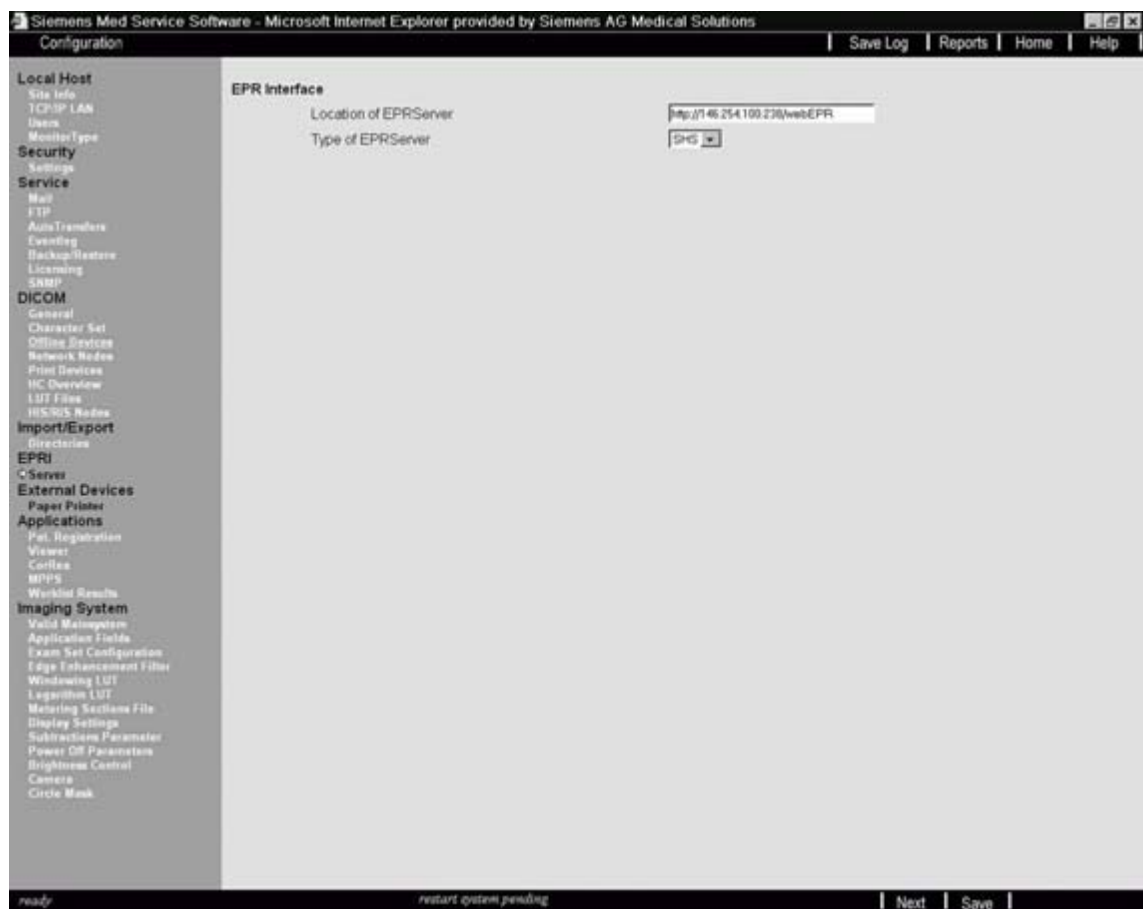 Siemens Med Service Software - Microsoft Internet Explorer provided by Siemens AG Medical Solutions
Configuration
Save Log
Reports
Home
Help
Local Host
Site Info
TCP/IP LAN
Users
MonitorType
Security
Settings
Service
Mail
FTP
AutoTransfers
Eventlog
Backup/Restore
Licensing
SNMP
DICOM
General
Character Set
Offline Devices
Network Nodes
Print Devices
HC Overview
LUT Files
HIS/RIS Nodes
Import/Export
Directories
EPRI
Server
External Devices
Paper Printer
Applications
Pat. Registration
Viewer
CorRea
MPPS
Worklist Results
Imaging System
Valid Mainsystem
Application Fields
Exam Set Configuration
Edge Enhancement Filter
Windowing LUT
Logarithm LUT
Metering Sections File
Display Settings
Subtractions Parameter
Power Off Parameters
Brightness Control
Camera
Circle Mask
EPR Interface
Location of EPRServer
http://146.254.100.238/webEPR
Type of EPRServer
SHS
ready
restart system pending
Next
Save